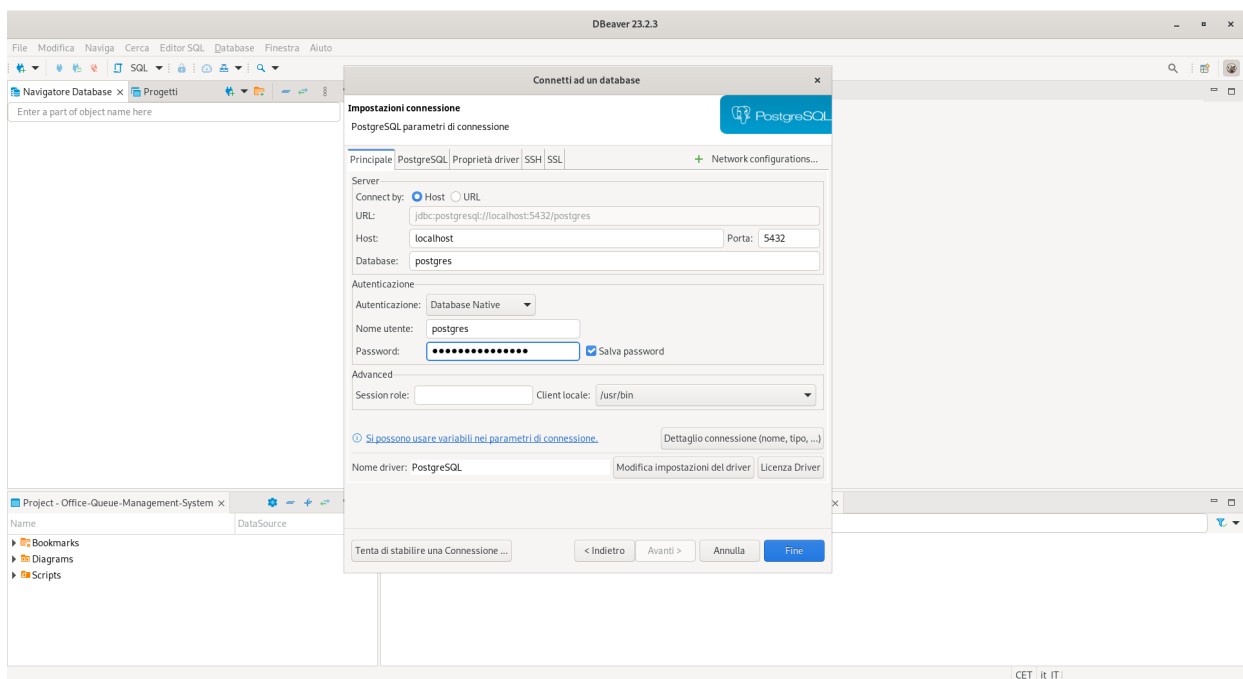 DBeaver 23.2.3
File Modifica Naviga Cerca Editor SQL Database Finestra Aiuto
SQL
Navigatore Database Progetti
Enter a part of object name here
Connetti ad un database
Impostazioni connessione
PostgreSQL parametri di connessione
PostgreSQL
Principale PostgreSQL Proprietà driver SSH SSL
Network configurations...
Server
Connect by: Host URL
URL: jdbc:postgresql://localhost:5432/postgres
Host: localhost Porta: 5432
Database: postgres
Autenticazione
Autenticazione: Database Native
Nome utente: postgres
Password: ●●●●●●●●●●●●●●● Salva password
Advanced
Session role: Client locale: /usr/bin
Si possono usare variabili nei parametri di connessione.
Dettaglio connessione (nome, tipo, ...)
Nome driver: PostgreSQL Modifica impostazioni del driver Licenza Driver
Tenta di stabilire una Connessione ... < Indietro Avanti > Annulla Fine
Project - Office-Queue-Management-System
Name DataSource
Bookmarks
Diagrams
Scripts
CET it_IT